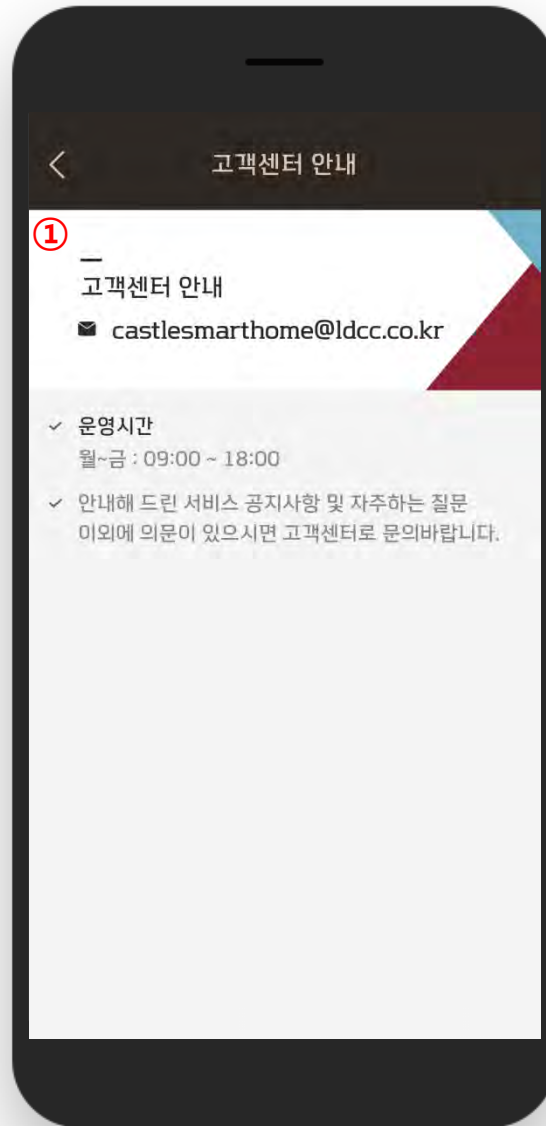 고객센터 안내
①
고객센터 안내
castlesmarthome@ldcc.co.kr
운영시간
월~금 : 09:00 ~ 18:00
안내해 드린 서비스 공지사항 및 자주하는 질문
이외에 의문이 있으시면 고객센터로 문의바랍니다.